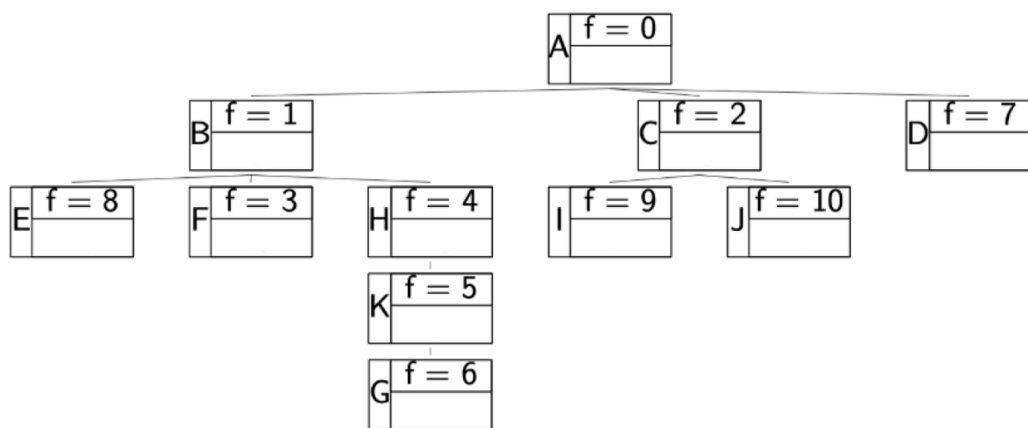 A f = 0
B f = 1
C f = 2
D f = 7
E f = 8
F f = 3
H f = 4
I f = 9
J f = 10
K f = 5
G f = 6